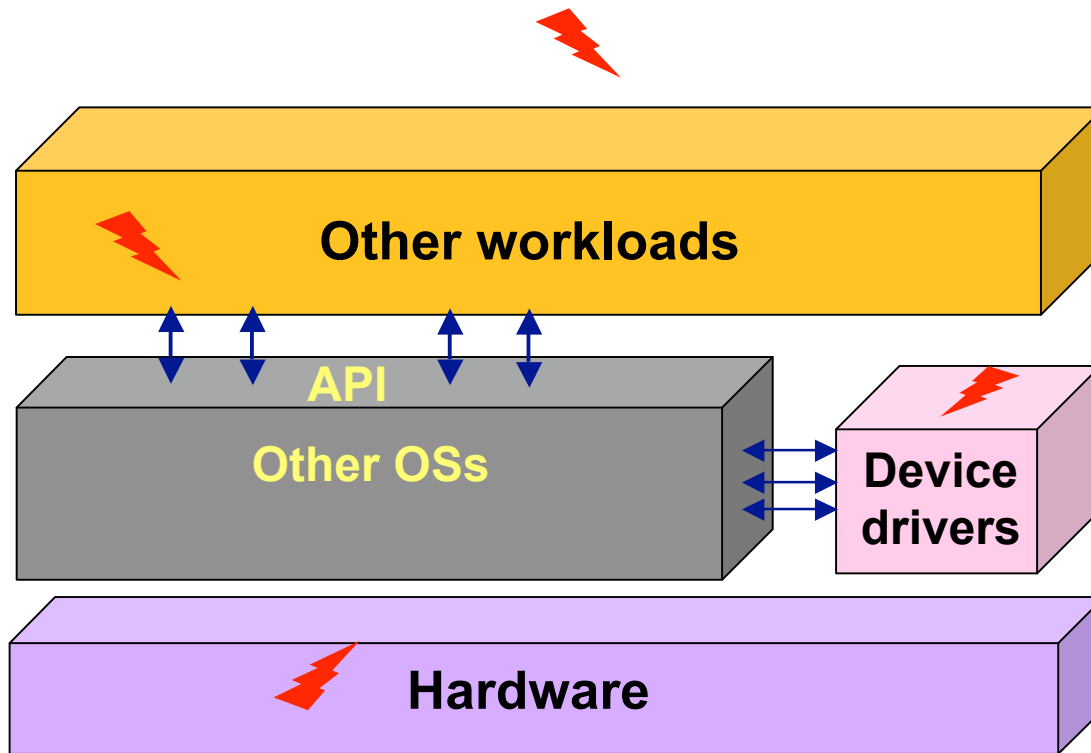 Other workloads
API
Other OSs
Device
drivers
Hardware